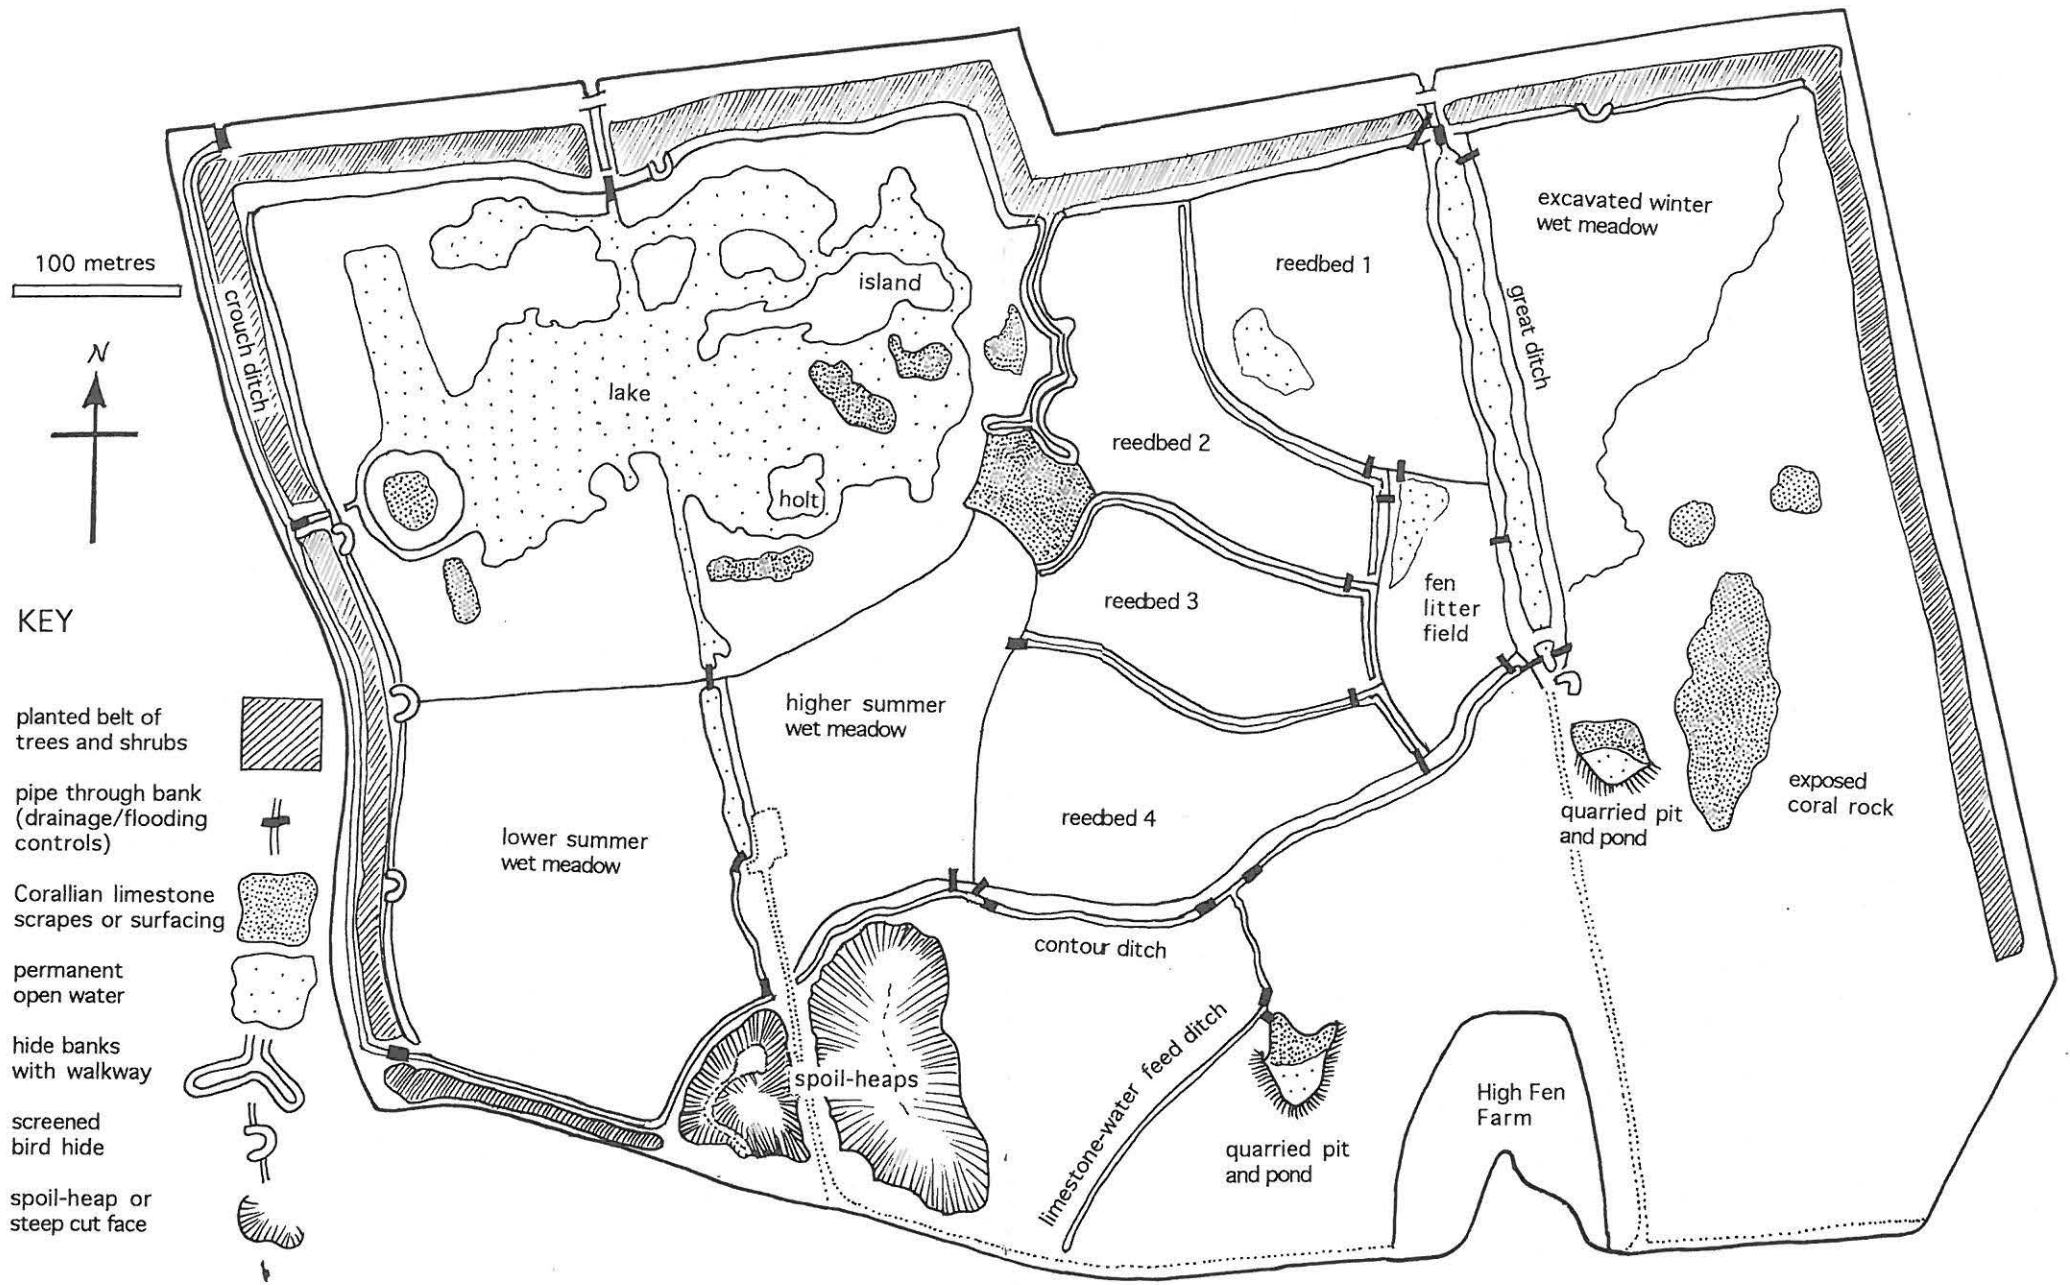 excavated winter
wet meadow
reedbed 1
100 metres
island
great ditch
crouch ditch
N
lake
reedbed 2
holt
fen
litter
field
reedbed 3
KEY
higher summer
wet meadow
planted belt of
trees and shrubs
exposed
coral rock
pipe through bank
(drainage/flooding
controls)
quarried pit
and pond
reedbed 4
lower summer
wet meadow
Corallian limestone
scrapes or surfacing
contour ditch
permanent
open water
limestone-water feed ditch
hide banks
with walkway
spoil-heaps
High Fen
Farm
screened
bird hide
quarried pit
and pond
spoil-heap or
steep cut face